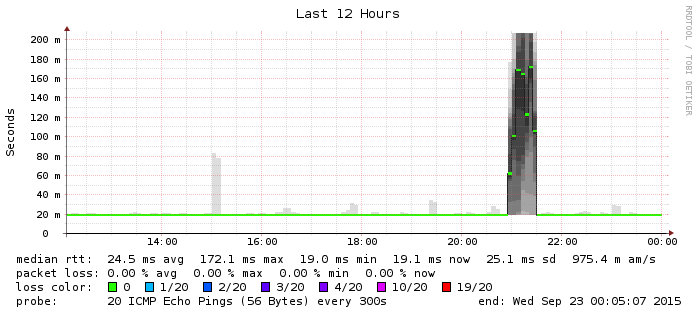 Last 12 Hours
RRDTOOL / TOBI OETIKER
Seconds
200 m
180 m
160 m
140 m
120 m
100 m
80 m
60 m
40 m
20 m
0
14:00 16:00 18:00 20:00 22:00 00:00
median rtt: 24.5 ms avg 172.1 ms max 19.0 ms min 19.1 ms now 25.1 ms sd 975.4 m am/s
packet loss: 0.00 % avg 0.00 % max 0.00 % min 0.00 % now
loss color: 0 1/20 2/20 3/20 4/20 10/20 19/20
probe: 20 ICMP Echo Pings (56 Bytes) every 300s end: Wed Sep 23 00:05:07 2015